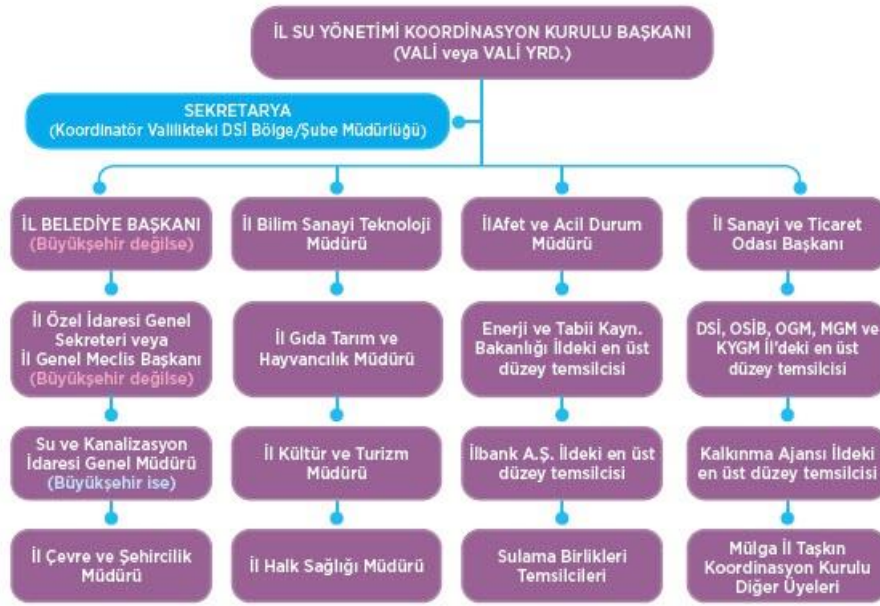 İL SU YÖNETİMİ KOORDİNASYON KURULU BAŞKANI
(VALİ veya VALİ YRD.)
SEKRETARYA
(Koordinatör Valilikteki DSİ Bölge/Şube Müdürlüğü)
İL BELEDİYE BAŞKANI
(Büyükşehir değilse)
İl Bilim Sanayi Teknoloji
Müdürü
İlAfet ve Acil Durum
Müdürü
İl Sanayi ve Ticaret
Odası Başkanı
İl Özel İdaresi Genel
Sekreteri veya
İl Genel Meclis Başkanı
(Büyükşehir değilse)
İl Gıda Tarım ve
Hayvancılık Müdürü
Enerji ve Tabii Kayn.
Bakanlığı İldeki en üst
düzey temsilcisi
DSİ, OSİB, OGM, MGM ve
KYGM İl'deki en üst
düzey temsilcisi
Su ve Kanalizasyon
İdaresi Genel Müdürü
(Büyükşehir ise)
İl Kültür ve Turizm
Müdürü
İlbank A.Ş. İldeki en üst
düzey temsilcisi
Kalkınma Ajansı İldeki
en üst düzey temsilcisi
İl Çevre ve Şehircilik
Müdürü
İl Halk Sağlığı Müdürü
Sulama Birlikleri
Temsilcileri
Mülga İl Taşkın
Koordinasyon Kurulu
Diğer Üyeleri